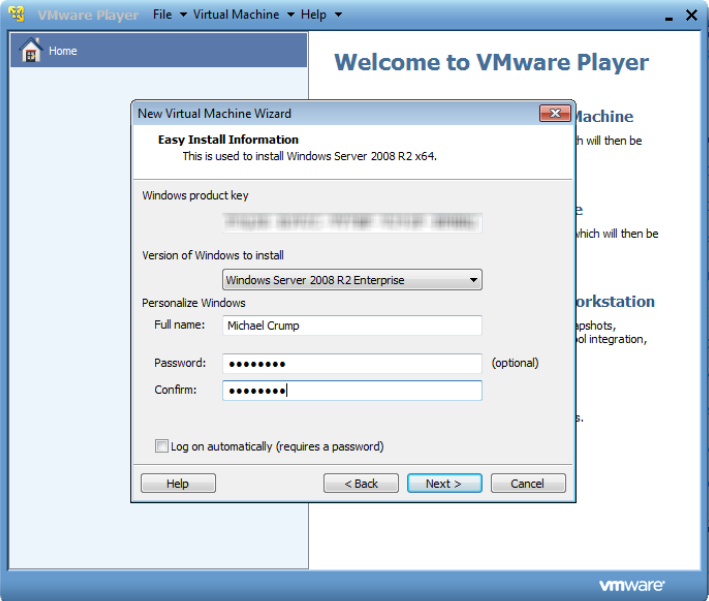 VMware Player File Virtual Machine Help
Home
Welcome to VMware Player
New Virtual Machine Wizard
Easy Install Information
This is used to install Windows Server 2008 R2 x64.
Windows product key
Version of Windows to install
Windows Server 2008 R2 Enterprise
Personalize Windows
Full name: Michael Crump
Password: ●●●●●●●● (optional)
Confirm: ●●●●●●●●
Log on automatically (requires a password)
Help < Back Next > Cancel
Machine
h will then be
which will then be
orkstation
apshots,
ol integration,
s.
vmware